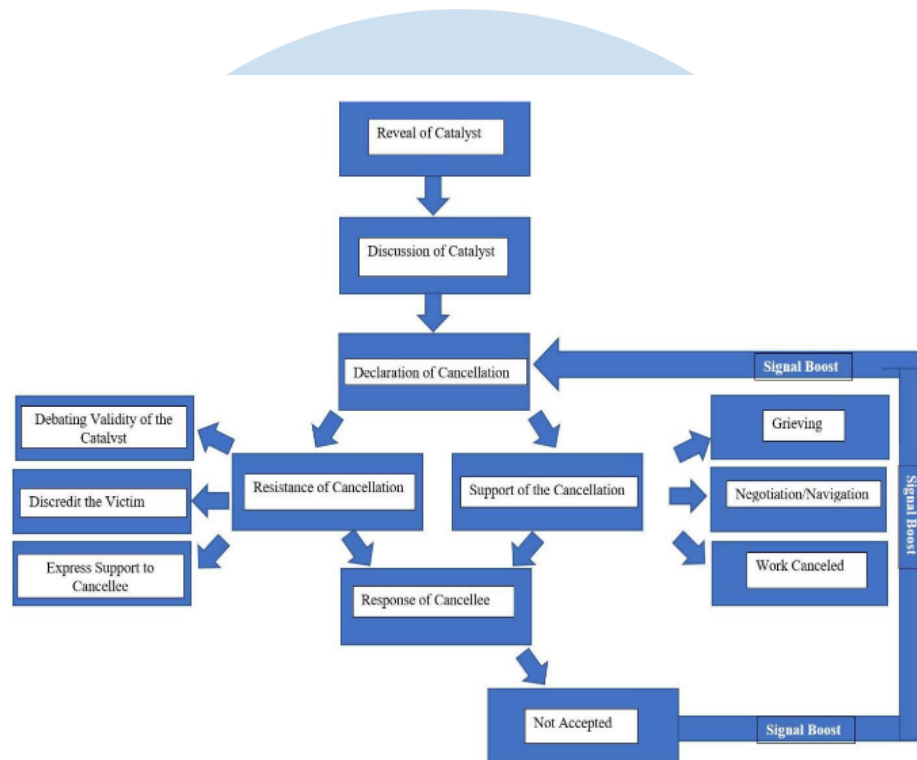 Reveal of Catalyst
Discussion of Catalyst
Declaration of Cancellation
Signal Boost
Debating Validity of the
Catalyst
Grieving
Resistance of Cancellation
Support of the Cancellation
Discredit the Victim
Negotiation/Navigation
Signal Boost
Express Support to
Cancellee
Work Canceled
Response of Cancellee
Not Accepted
Signal Boost